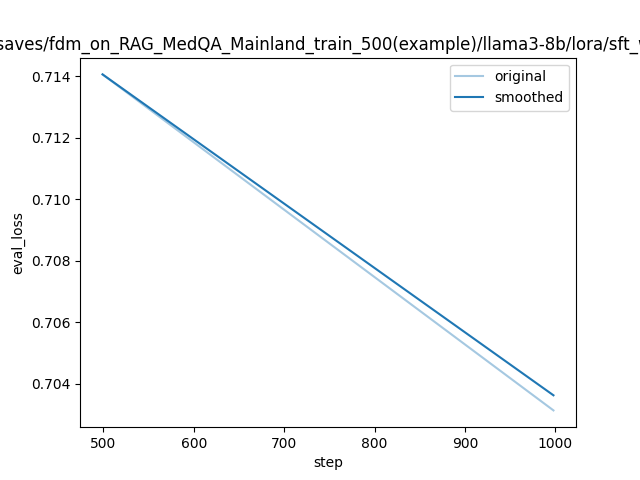 saves/fdm_on_RAG_MedQA_Mainland_train_500(example)/llama3-8b/lora/sft_
original
smoothed
0.714
0.712
0.710
0.708
0.706
0.704
eval_loss
500
600
700
800
900
1000
step